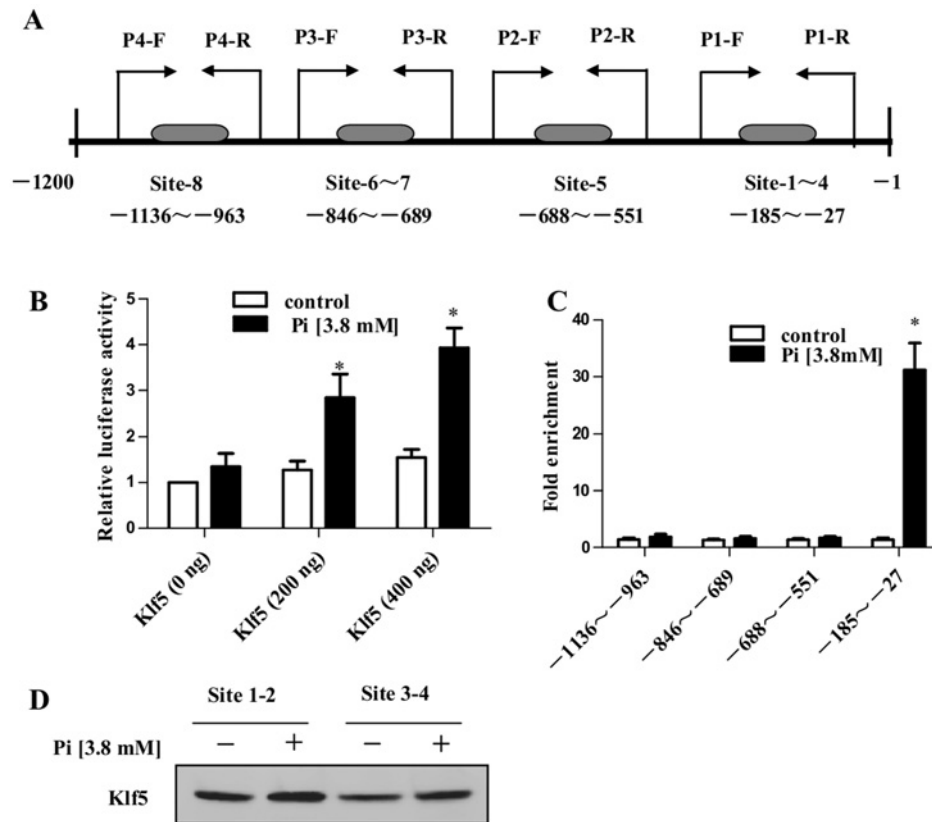 A
P4-F P4-R P3-F P3-R P2-F P2-R P1-F P1-R
−1200 Site-8 Site-6～7 Site-5 Site-1～4 −1
−1136～−963 −846～−689 −688～−551 −185～−27
B
Relative luciferase activity
5
4
3
2
1
0
control
Pi [3.8 mM]
*
*
Klf5 (0 ng)
Klf5 (200 ng)
Klf5 (400 ng)
C
Fold enrichment
40
30
20
10
0
control
Pi [3.8mM]
*
−1136～−963
−846～−689
−688～−551
−185～−27
D
Site 1-2 Site 3-4
Pi [3.8 mM] − + − +
Klf5